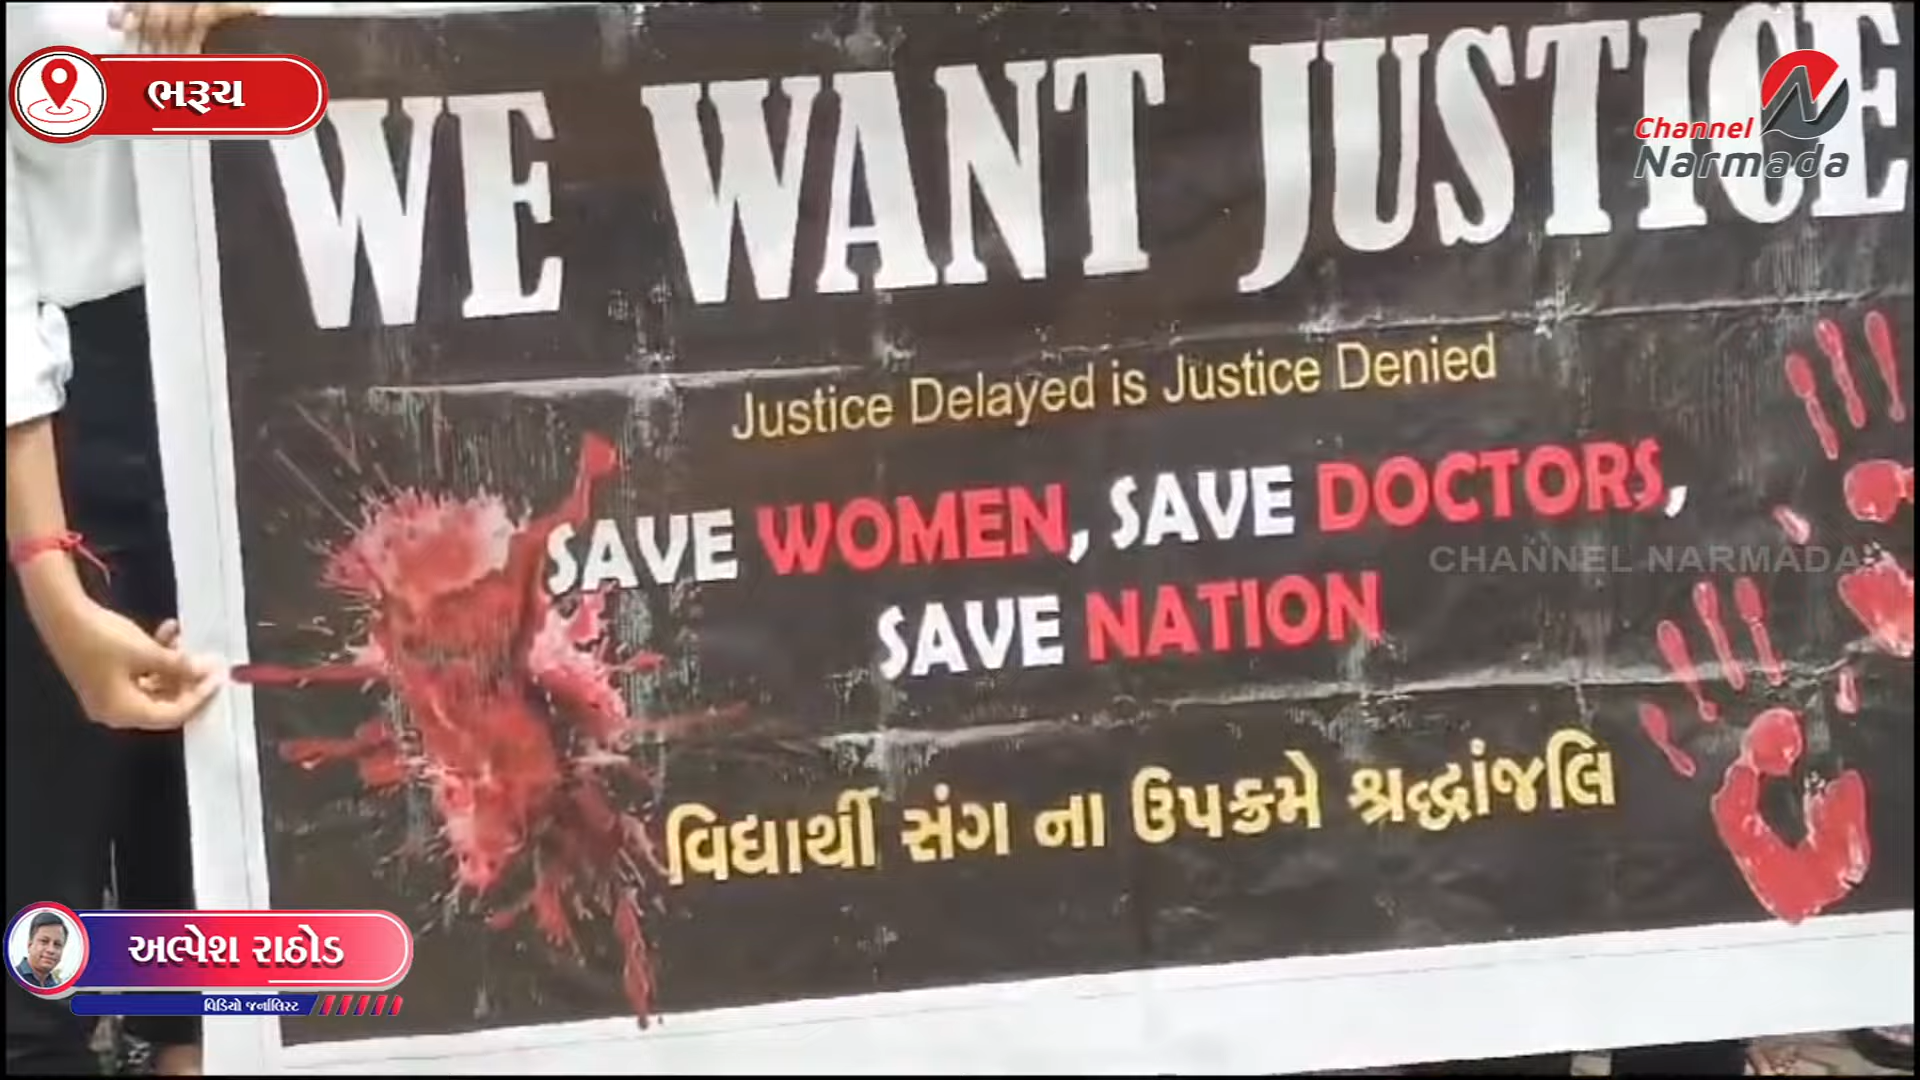 ભરૂચ
Channel
Narmada
WE WANT JUSTICE
Justice Delayed is Justice Denied
SAVE WOMEN, SAVE DOCTORS,
CHANNEL NARMADA
SAVE NATION
વિદ્યાર્થી સંગ ના ઉપક્રમે શ્રદ્ધાંજલિ
અલ્પેશ રાઠોડ
વિડિયો જર્નાલિસ્ટ